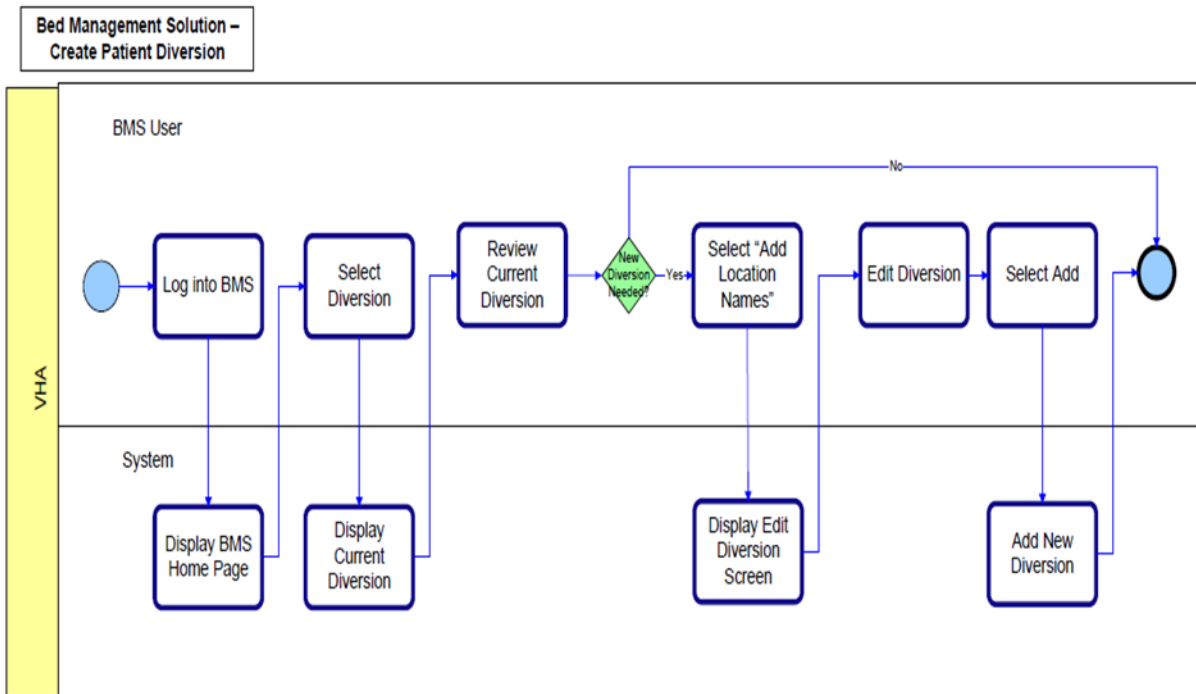 Bed Management Solution –
Create Patient Diversion
VHA
BMS User
No
Log into BMS
Select
Diversion
Review
Current
Diversion
New
Diversion
Needed?
Yes
Select “Add
Location
Names”
Edit Diversion
Select Add
System
Display BMS
Home Page
Display
Current
Diversion
Display Edit
Diversion
Screen
Add New
Diversion